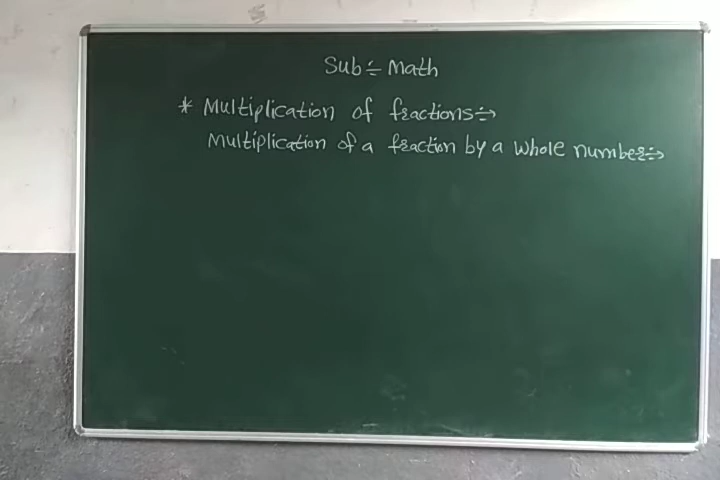 Sub÷ Math
* Multiplication of fractions÷→
Multiplication of a fraction by a whole number÷→